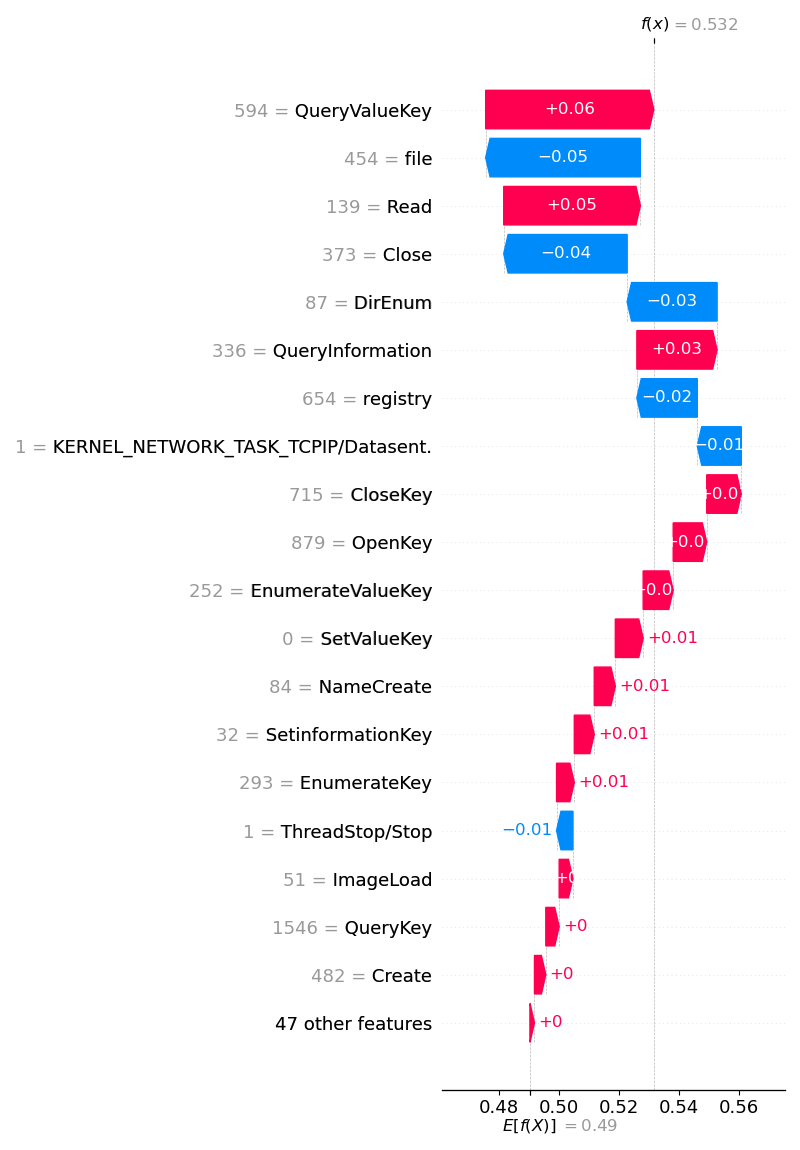 f(x) = 0.532
594 = QueryValueKey +0.06
454 = file −0.05
139 = Read +0.05
373 = Close −0.04
87 = DirEnum −0.03
336 = QueryInformation +0.03
654 = registry −0.02
1 = KERNEL_NETWORK_TASK_TCPIP/Datasent. −0.01
715 = CloseKey
879 = OpenKey
252 = EnumerateValueKey
0 = SetValueKey +0.01
84 = NameCreate +0.01
32 = SetinformationKey +0.01
293 = EnumerateKey +0.01
1 = ThreadStop/Stop −0.01
51 = ImageLoad +0
1546 = QueryKey +0
482 = Create +0
47 other features +0
0.48 0.50 0.52 0.54 0.56
E[f(X)] = 0.49